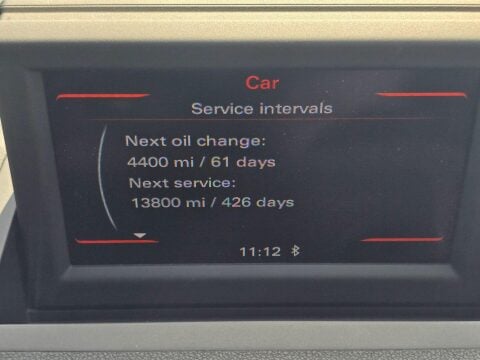 Car
Service intervals
Next oil change:
4400 mi / 61 days
Next service:
13800 mi / 426 days
11:12